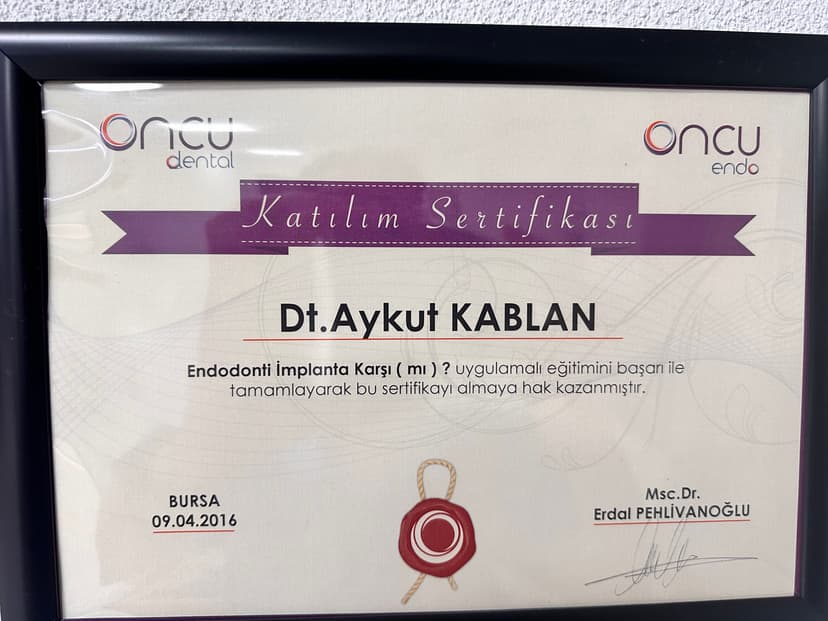 ONCU
dental
ONCU
endo
Katılım Sertifikası
Dt.Aykut KABLAN
Endodonti İmplanta Karşı ( mı ) ? uygulamalı eğitimini başarı ile
tamamlayarak bu sertifikayı almaya hak kazanmıştır.
BURSA
09.04.2016
Msc.Dr.
Erdal PEHLİVANOĞLU